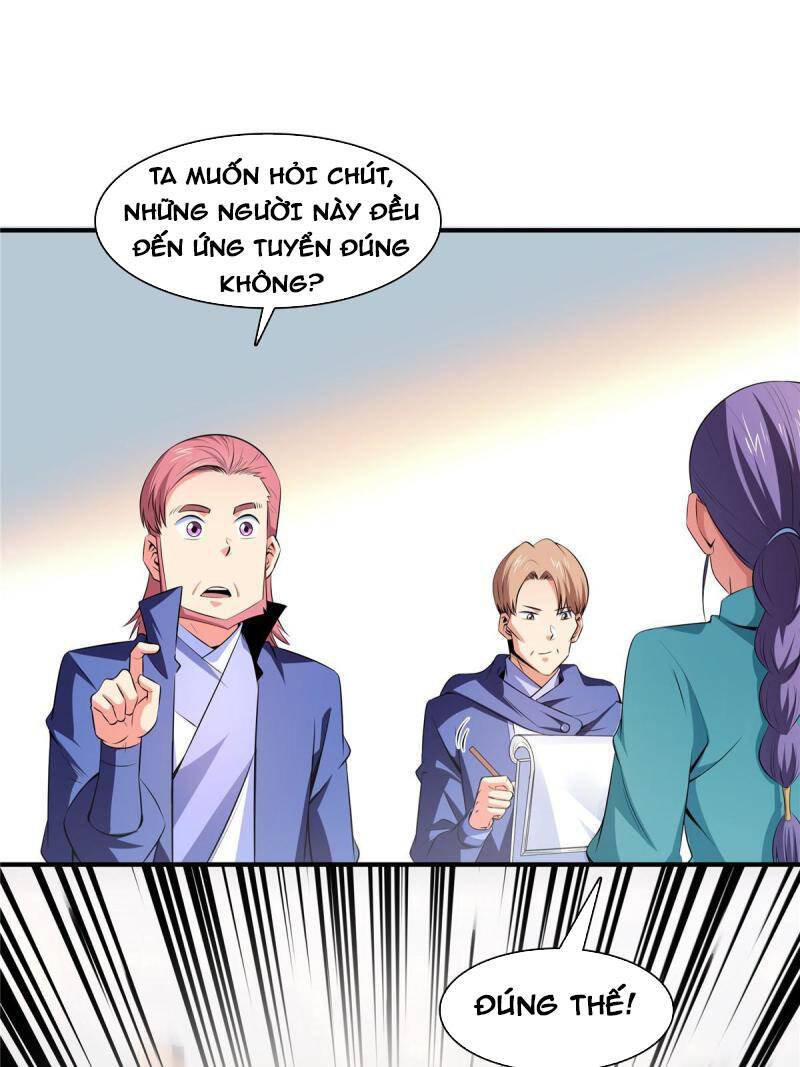 TA MUỐN HỎI CHÚT,
NHỮNG NGƯỜI NÀY ĐỀU
ĐẾN ỨNG TUYỂN ĐÚNG
KHÔNG?
ĐÚNG THẾ!